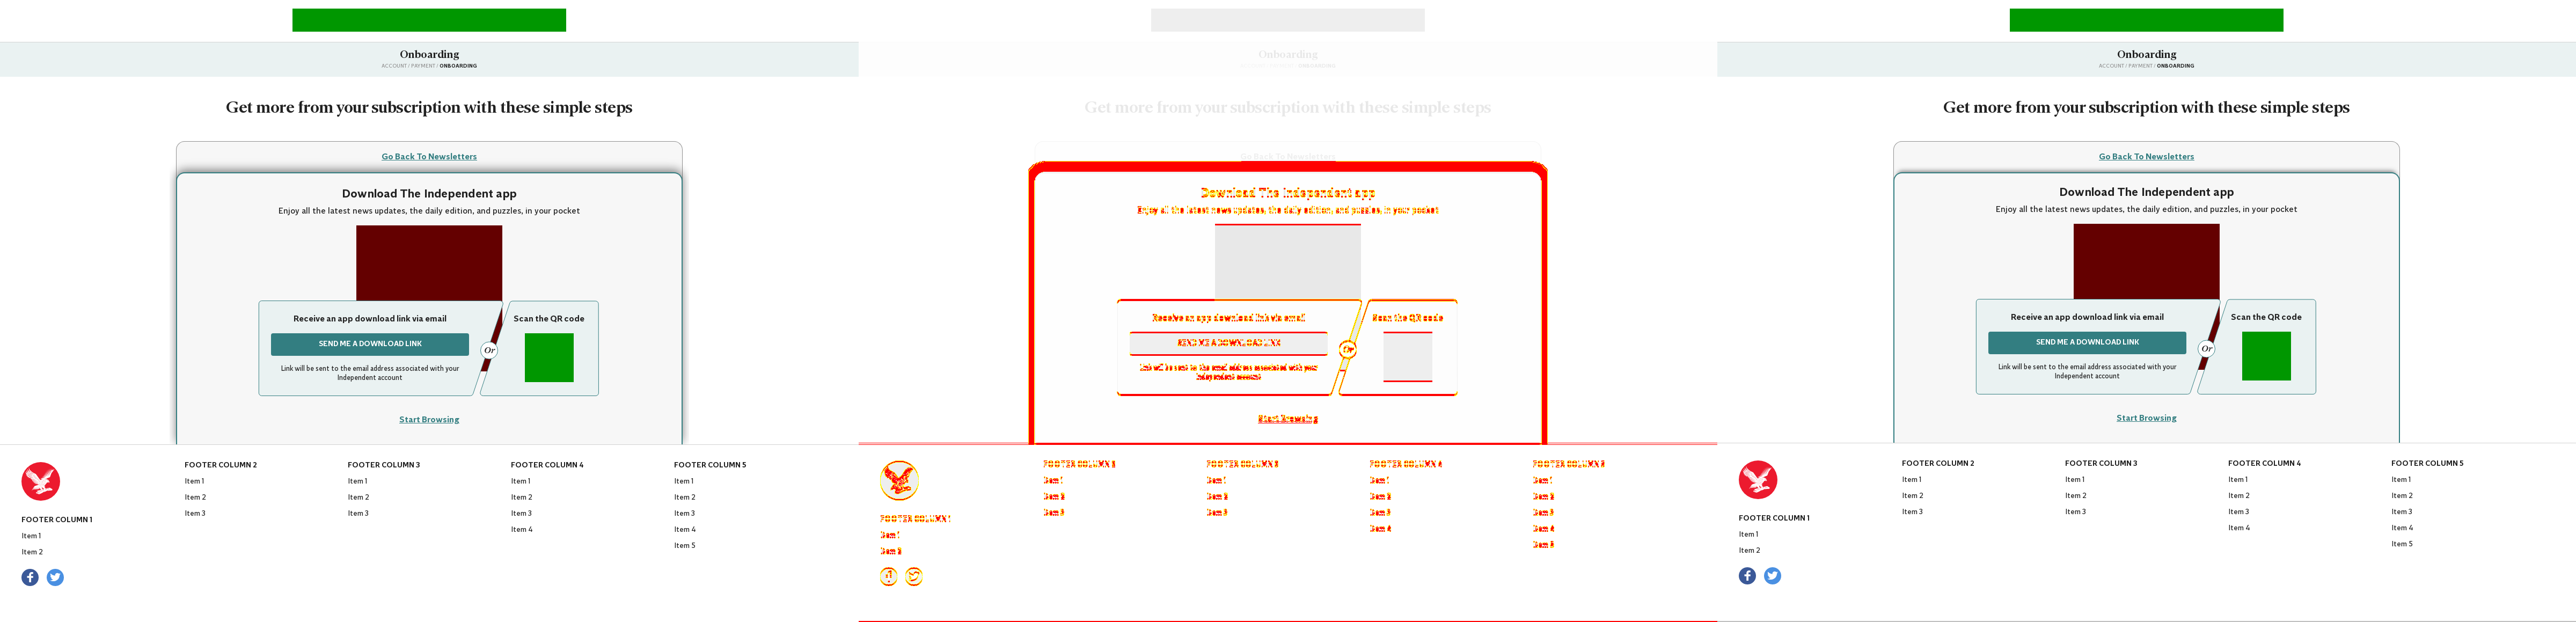 Onboarding
ACCOUNT / PAYMENT / ONBOARDING
Get more from your subscription with these simple steps
Go Back To Newsletters
Download The Independent app
Enjoy all the latest news updates, the daily edition, and puzzles, in your pocket
Receive an app download link via email
SEND ME A DOWNLOAD LINK
Link will be sent to the email address associated with your
Independent account
Or
Scan the QR code
Start Browsing
FOOTER COLUMN 1
Item 1
Item 2
FOOTER COLUMN 2
Item 1
Item 2
Item 3
FOOTER COLUMN 3
Item 1
Item 2
Item 3
FOOTER COLUMN 4
Item 1
Item 2
Item 3
Item 4
FOOTER COLUMN 5
Item 1
Item 2
Item 3
Item 4
Item 5
Onboarding
ONBOARDING
Get more from your subscription with these simple steps
Go Back To Newsletters
Download The Independent app
Enjoy all the latest news updates, the daily edition, and puzzles, in your pocket
Receive an app download link via email
SEND ME A DOWNLOAD LINK
Link will be sent to the email address associated with your
Independent account
Or
Scan the QR code
Start Browsing
FOOTER COLUMN
Item 1
Item
FOOTER COLUMN
Item 1
Item
Item
FOOTER COLUMN
Item 1
Item
Item
FOOTER COLUMN 4
Item 1
Item
Item
Item 4
FOOTER COLUMN
Item 1
Item
Item
Item 4
Item
Onboarding
ACCOUNT / PAYMENT / ONBOARDING
Get more from your subscription with these simple steps
Go Back To Newsletters
Download The Independent app
Enjoy all the latest news updates, the daily edition, and puzzles, in your pocket
Receive an app download link via email
SEND ME A DOWNLOAD LINK
Link will be sent to the email address associated with your
Independent account
Or
Scan the QR code
Start Browsing
FOOTER COLUMN 1
Item 1
Item 2
FOOTER COLUMN 2
Item 1
Item 2
Item 3
FOOTER COLUMN 3
Item 1
Item 2
Item 3
FOOTER COLUMN 4
Item 1
Item 2
Item 3
Item 4
FOOTER COLUMN 5
Item 1
Item 2
Item 3
Item 4
Item 5